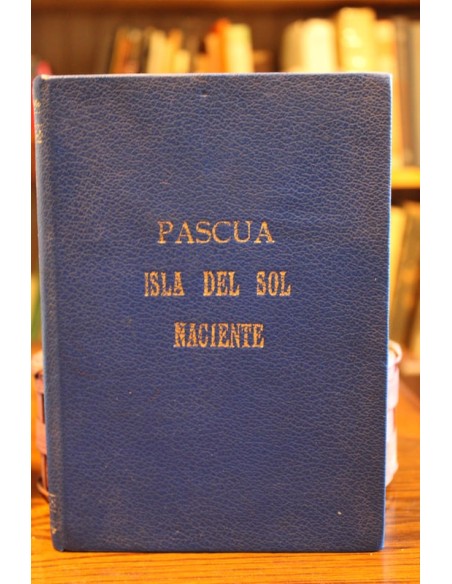 PASCUA
ISLA DEL SOL
NACIENTE